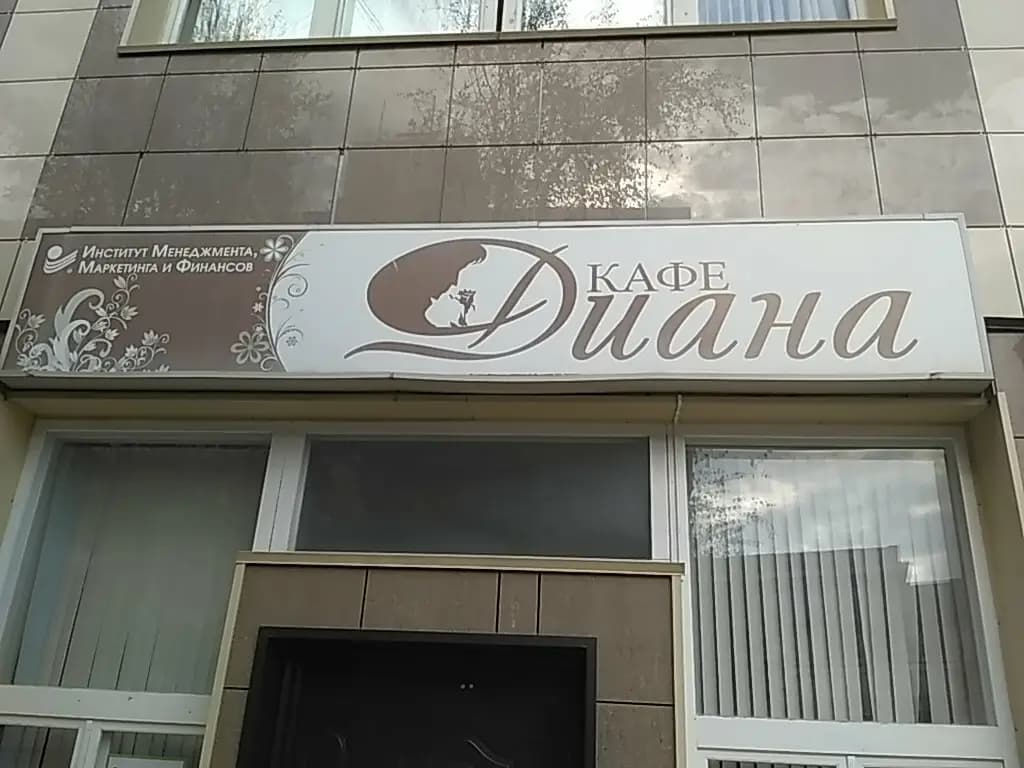 Институт Менеджмента,
Маркетинга и Финансов
КАФЕ
Диана